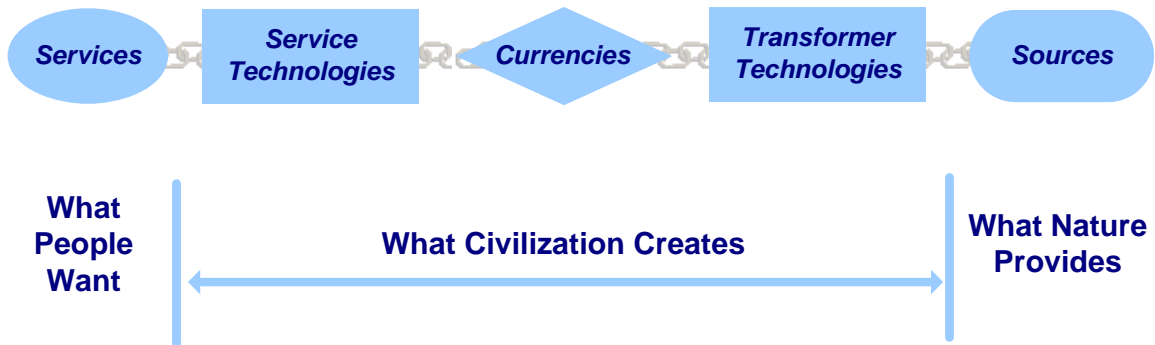 Services
Service
Technologies
Currencies
Transformer
Technologies
Sources
What
People
Want
What Civilization Creates
What Nature
Provides